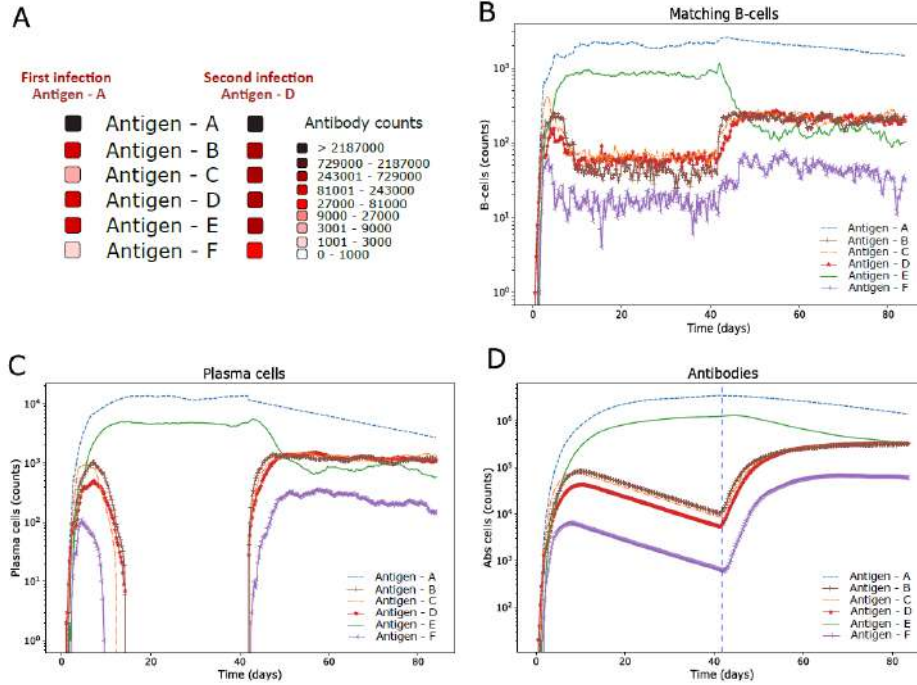 A
First infection
Antigen - A
Second infection
Antigen - D
Antigen - A
Antigen - B
Antigen - C
Antigen - D
Antigen - E
Antigen - F
Antibody counts
> 2187000
729000 - 2187000
243001 - 729000
81001 - 243000
27000 - 81000
9000 - 27000
3001 - 9000
1001 - 3000
0 - 1000
B
Matching B-cells
B-cells (counts)
10³
10²
10¹
10⁰
0 20 40 60 80
Time (days)
Antigen - A
Antigen - B
Antigen - C
Antigen - D
Antigen - E
Antigen - F
C
Plasma cells
Plasma cells (counts)
10⁴
10³
10²
10¹
10⁰
0 20 40 60 80
Time (days)
Antigen - A
Antigen - B
Antigen - C
Antigen - D
Antigen - E
Antigen - F
D
Antibodies
Abs cells (counts)
10⁶
10⁵
10⁴
10³
10²
0 20 40 60 80
Time (days)
Antigen - A
Antigen - B
Antigen - C
Antigen - D
Antigen - E
Antigen - F